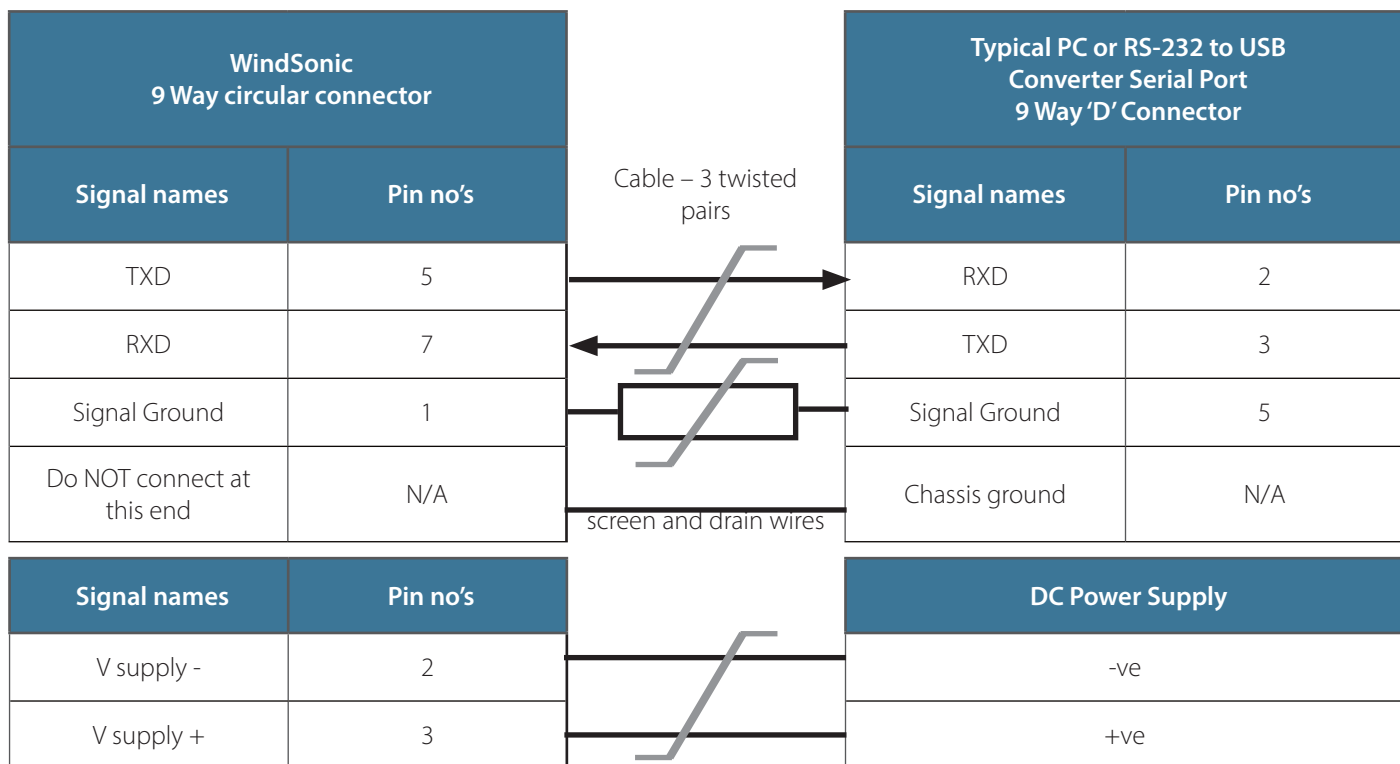 WindSonic
9 Way circular connector
Typical PC or RS-232 to USB
Converter Serial Port
9 Way ‘D’ Connector
Signal names
Pin no’s
Cable – 3 twisted
pairs
Signal names
Pin no’s
TXD
5
RXD
2
RXD
7
TXD
3
Signal Ground
1
Signal Ground
5
Do NOT connect at
this end
N/A
screen and drain wires
Chassis ground
N/A
Signal names
Pin no’s
DC Power Supply
V supply -
2
-ve
V supply +
3
+ve